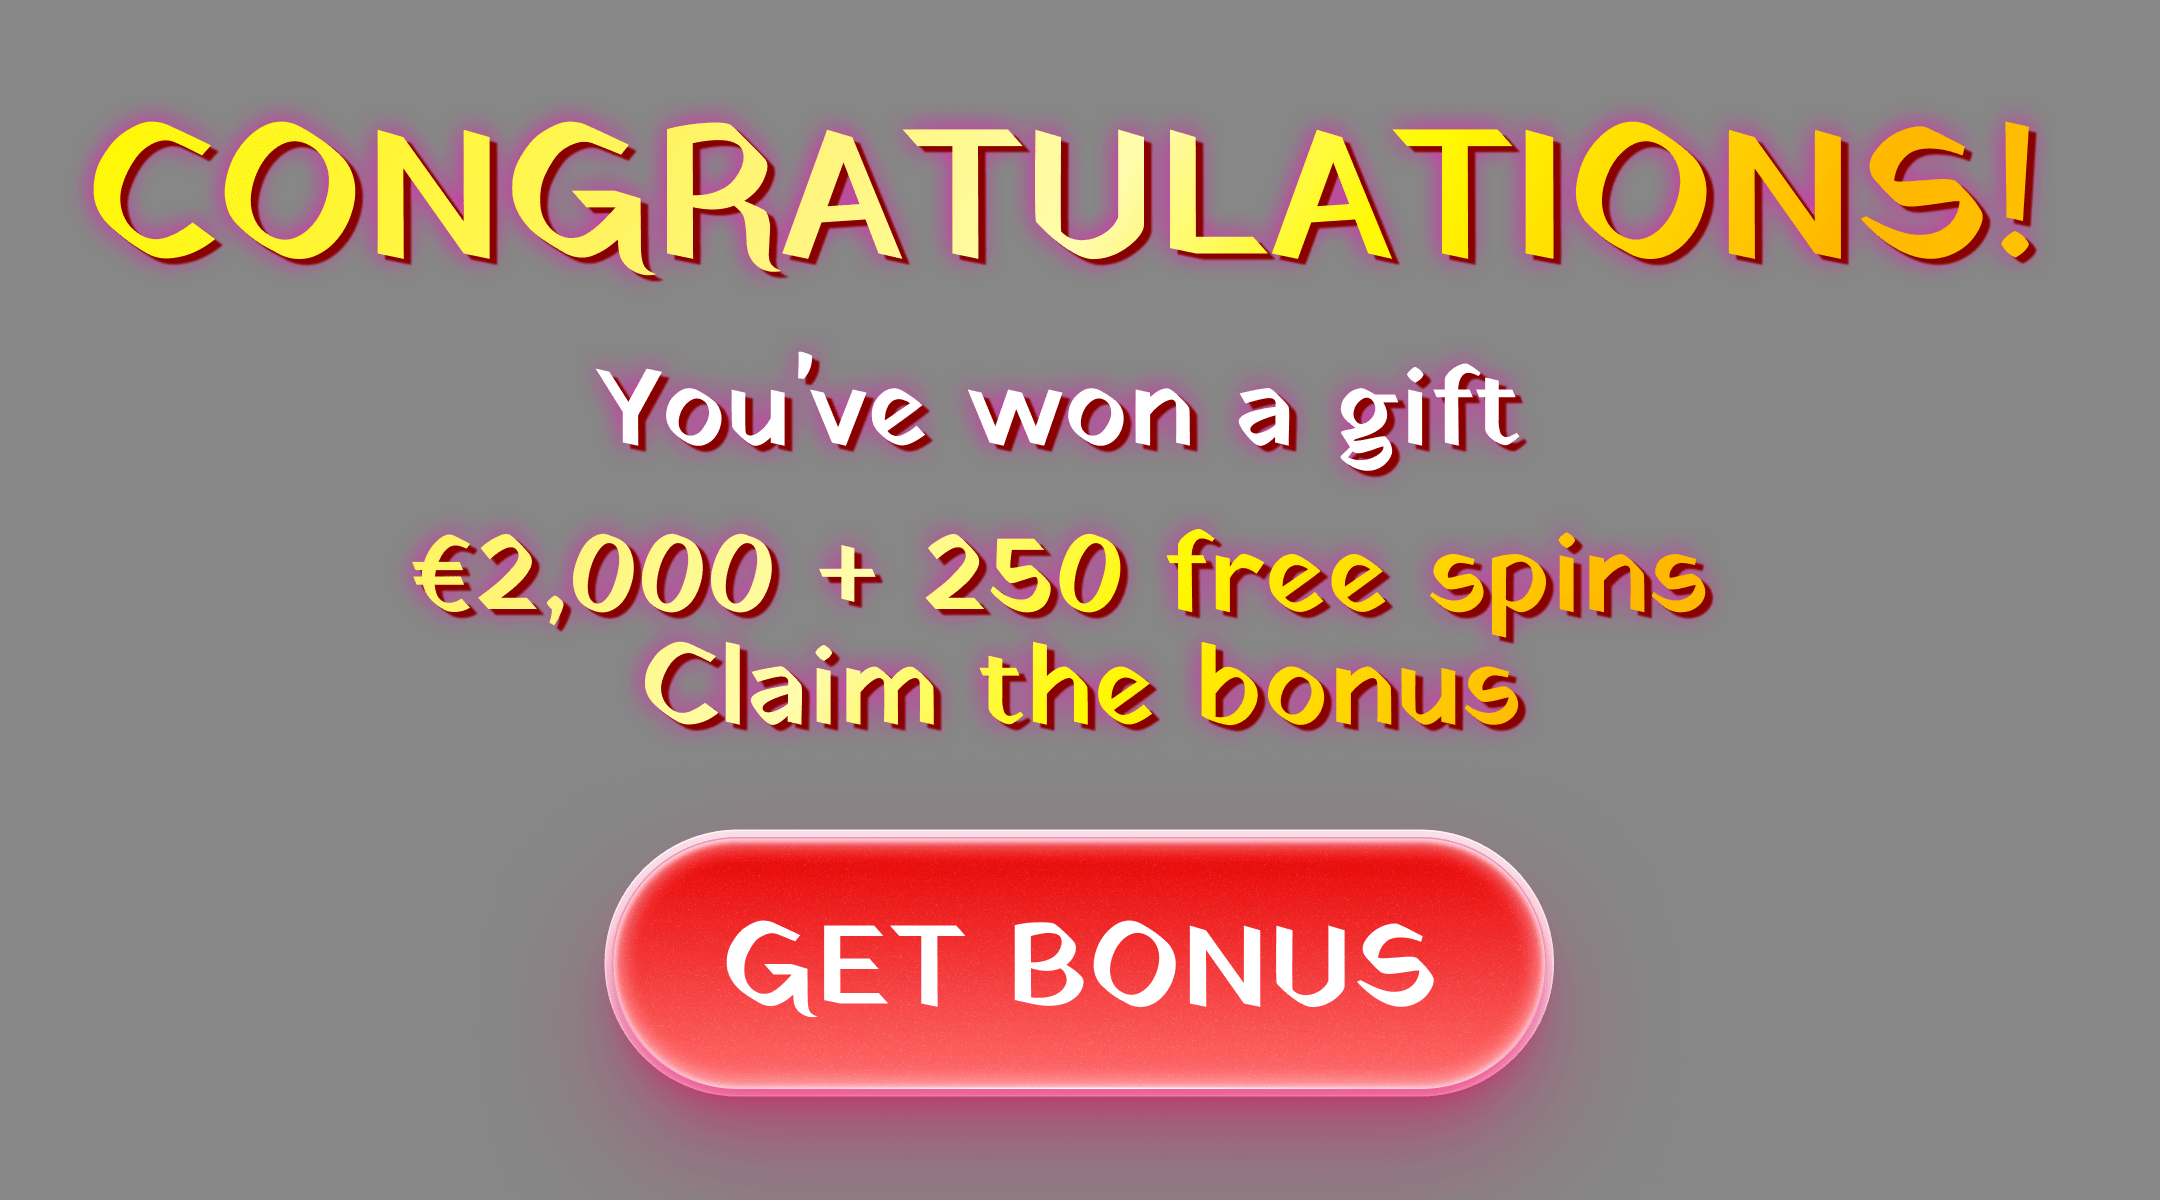 CONGRATULATIONS!
You've won a gift
€2,000 + 250 free spins
Claim the bonus
GET BONUS